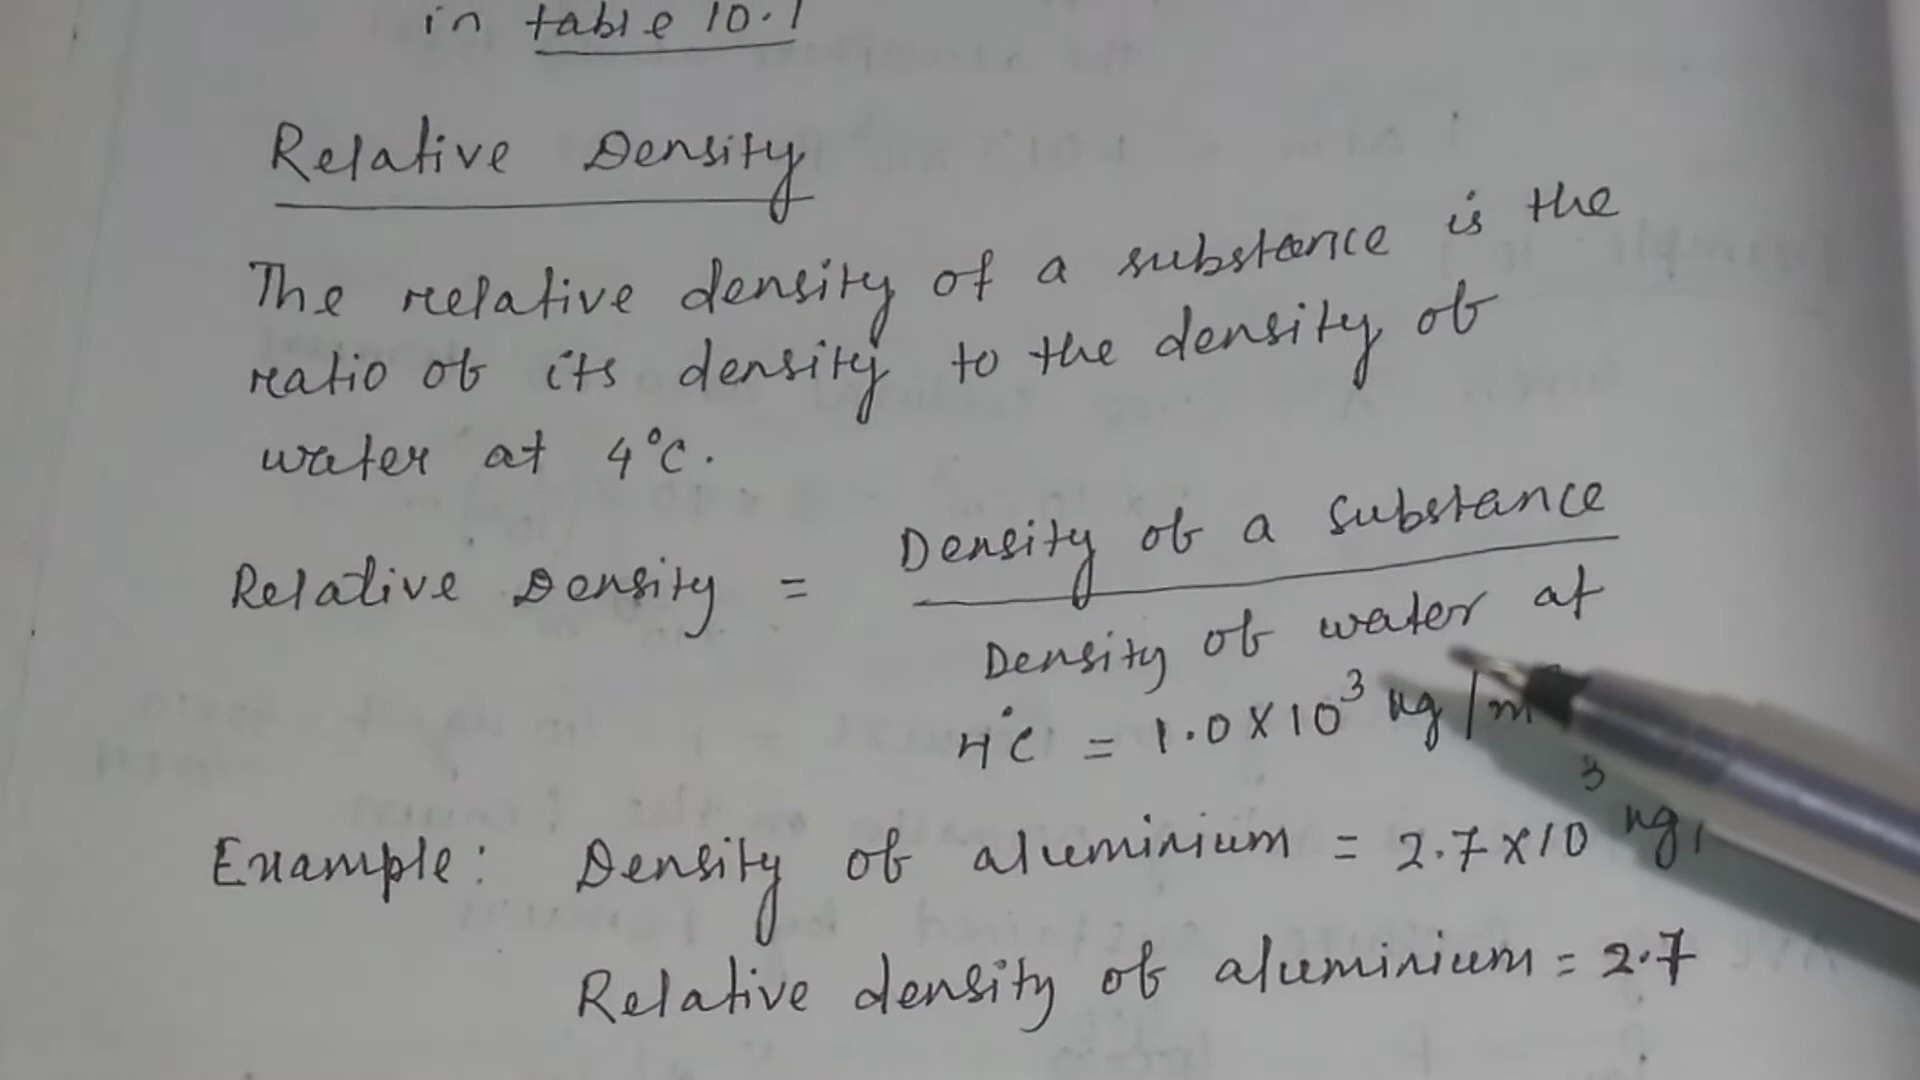 in table 10.1
Relative Density
The relative density of a substance is the
ratio of its density to the density of
water at 4°C.
Relative Density = Density of a substance
Density of water at
4°C = 1.0 X 10³ kg/m
Example: Density of aluminium = 2.7 x 10³ kg/
Relative density of aluminium = 2.7